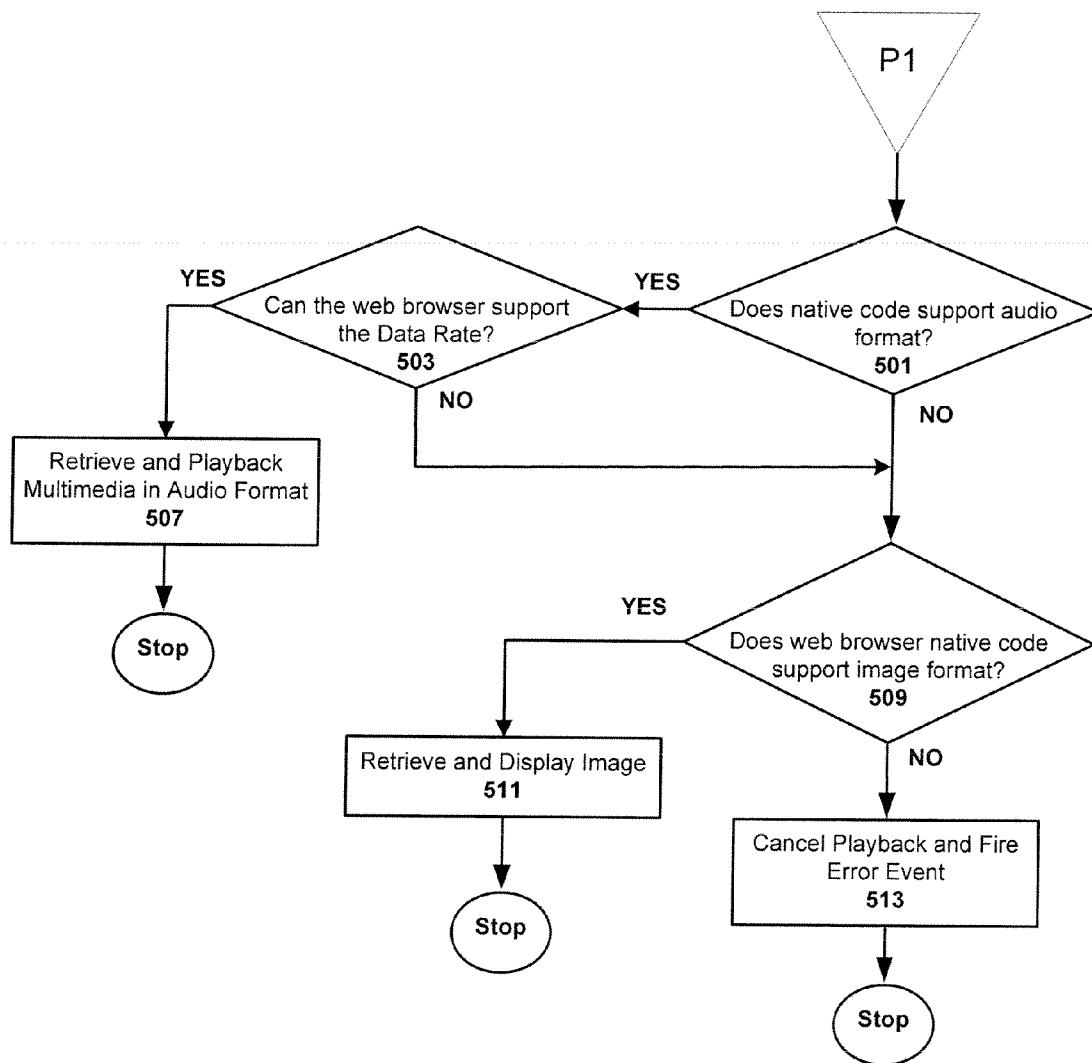 P1
Does native code support audio
format?
501
YES
NO
Can the web browser support
the Data Rate?
503
YES
NO
Retrieve and Playback
Multimedia in Audio Format
507
Stop
Does web browser native code
support image format?
509
YES
NO
Retrieve and Display Image
511
Stop
Cancel Playback and Fire
Error Event
513
Stop